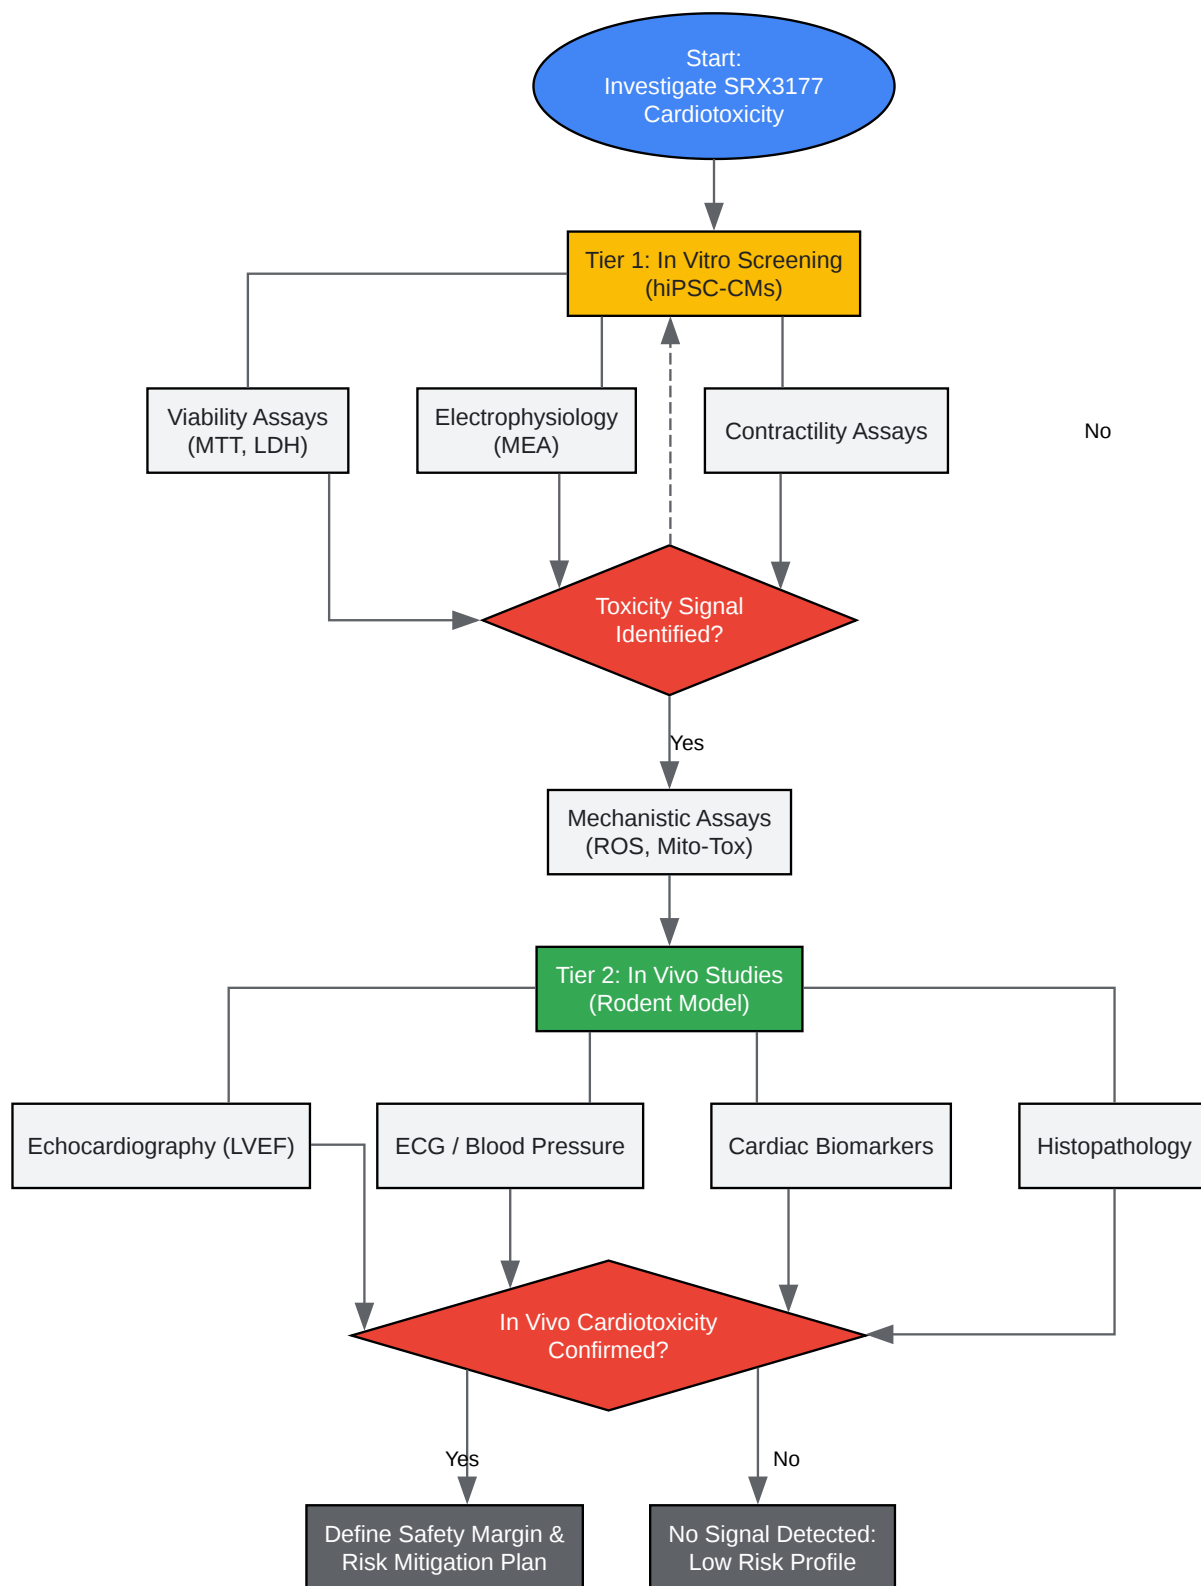 Start:
Investigate SRX3177
Cardiotoxicity
Tier 1: In Vitro Screening
(hiPSC-CMs)
Viability Assays
(MTT, LDH)
Electrophysiology
(MEA)
Contractility Assays
No
Toxicity Signal
Identified?
Yes
Mechanistic Assays
(ROS, Mito-Tox)
Tier 2: In Vivo Studies
(Rodent Model)
Echocardiography (LVEF)
ECG / Blood Pressure
Cardiac Biomarkers
Histopathology
In Vivo Cardiotoxicity
Confirmed?
Yes
No
Define Safety Margin &
Risk Mitigation Plan
No Signal Detected:
Low Risk Profile